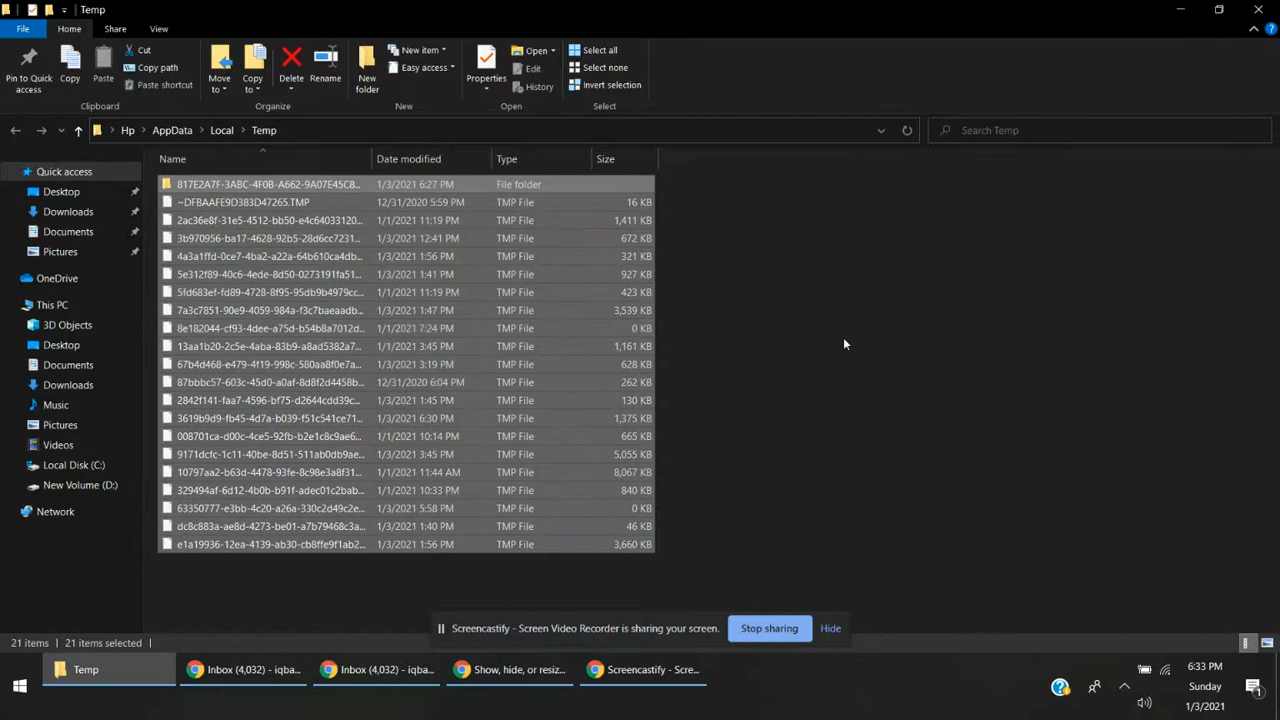 Temp
File Home Share View
Pin to Quick access
Copy
Paste
Cut
Copy path
Paste shortcut
Clipboard
Move to
Copy to
Delete
Rename
Organize
New folder
New item
Easy access
New
Properties
Open
Edit
History
Open
Select all
Select none
Invert selection
Select
Hp > AppData > Local > Temp
Search Temp
Name Date modified Type Size
Quick access
Desktop
Downloads
Documents
Pictures
OneDrive
This PC
3D Objects
Desktop
Documents
Downloads
Music
Pictures
Videos
Local Disk (C:)
New Volume (D:)
Network
817E2A7F-3ABC-4F0B-A662-9A07E45C8... 1/3/2021 6:27 PM File folder
~DFBAAFE9D383D47265.TMP 12/31/2020 5:59 PM TMP File 16 KB
2ac36e8f-31e5-4512-bb50-e4c64033120... 1/1/2021 11:19 PM TMP File 1,411 KB
3b970956-ba17-4628-92b5-28d6cc7231... 1/3/2021 12:41 PM TMP File 672 KB
4a3a1ffd-0ce7-4ba2-a22a-64b610ca4db... 1/3/2021 1:56 PM TMP File 321 KB
5e312f89-40c6-4ede-8d50-0273191fa51... 1/3/2021 1:41 PM TMP File 927 KB
5fd683ef-fd89-4728-8f95-95db9b4979cc... 1/1/2021 11:19 PM TMP File 423 KB
7a3c7851-90e9-4059-984a-f3c7baeaadb... 1/3/2021 1:47 PM TMP File 3,539 KB
8e182044-cf93-4dee-a75d-b54b8a7012d... 1/1/2021 7:24 PM TMP File 0 KB
13aa1b20-2c5e-4aba-83b9-a8ad5382a7... 1/1/2021 3:45 PM TMP File 1,161 KB
67b4d468-e479-4f19-998c-580aa8f0e7a... 1/3/2021 3:19 PM TMP File 628 KB
87bbbc57-603c-45d0-a0af-8d8f2d4458b... 12/31/2020 6:04 PM TMP File 262 KB
2842f141-faa7-4596-bf75-d2644cdd39c... 1/3/2021 1:45 PM TMP File 130 KB
3619b9d9-fb45-4d7a-b039-f51c541ce71... 1/3/2021 6:30 PM TMP File 1,375 KB
008701ca-d00c-4ce5-92fb-b2e1c8c9ae6... 1/1/2021 10:14 PM TMP File 665 KB
9171dcfc-1c11-40be-8d51-511ab0db9ae... 1/3/2021 3:45 PM TMP File 5,055 KB
10797aa2-b63d-4478-93fe-8c98e3a8f31... 1/1/2021 11:44 AM TMP File 8,067 KB
329494af-6d12-4b0b-b91f-adec01c2bab... 1/1/2021 10:33 PM TMP File 840 KB
63350777-e3bb-4c20-a26a-330c2d49c2e... 1/3/2021 5:58 PM TMP File 0 KB
dc8c883a-ae8d-4273-be01-a7b79468c3a... 1/3/2021 1:40 PM TMP File 46 KB
e1a19936-12ea-4139-ab30-cb8ffe9f1ab2... 1/3/2021 1:56 PM TMP File 3,660 KB
Screencastify - Screen Video Recorder is sharing your screen. Stop sharing Hide
21 items 21 items selected
Temp Inbox (4,032) - iqba... Inbox (4,032) - iqba... Show, hide, or resiz... Screencastify - Scre...
6:33 PM
Sunday
1/3/2021
1